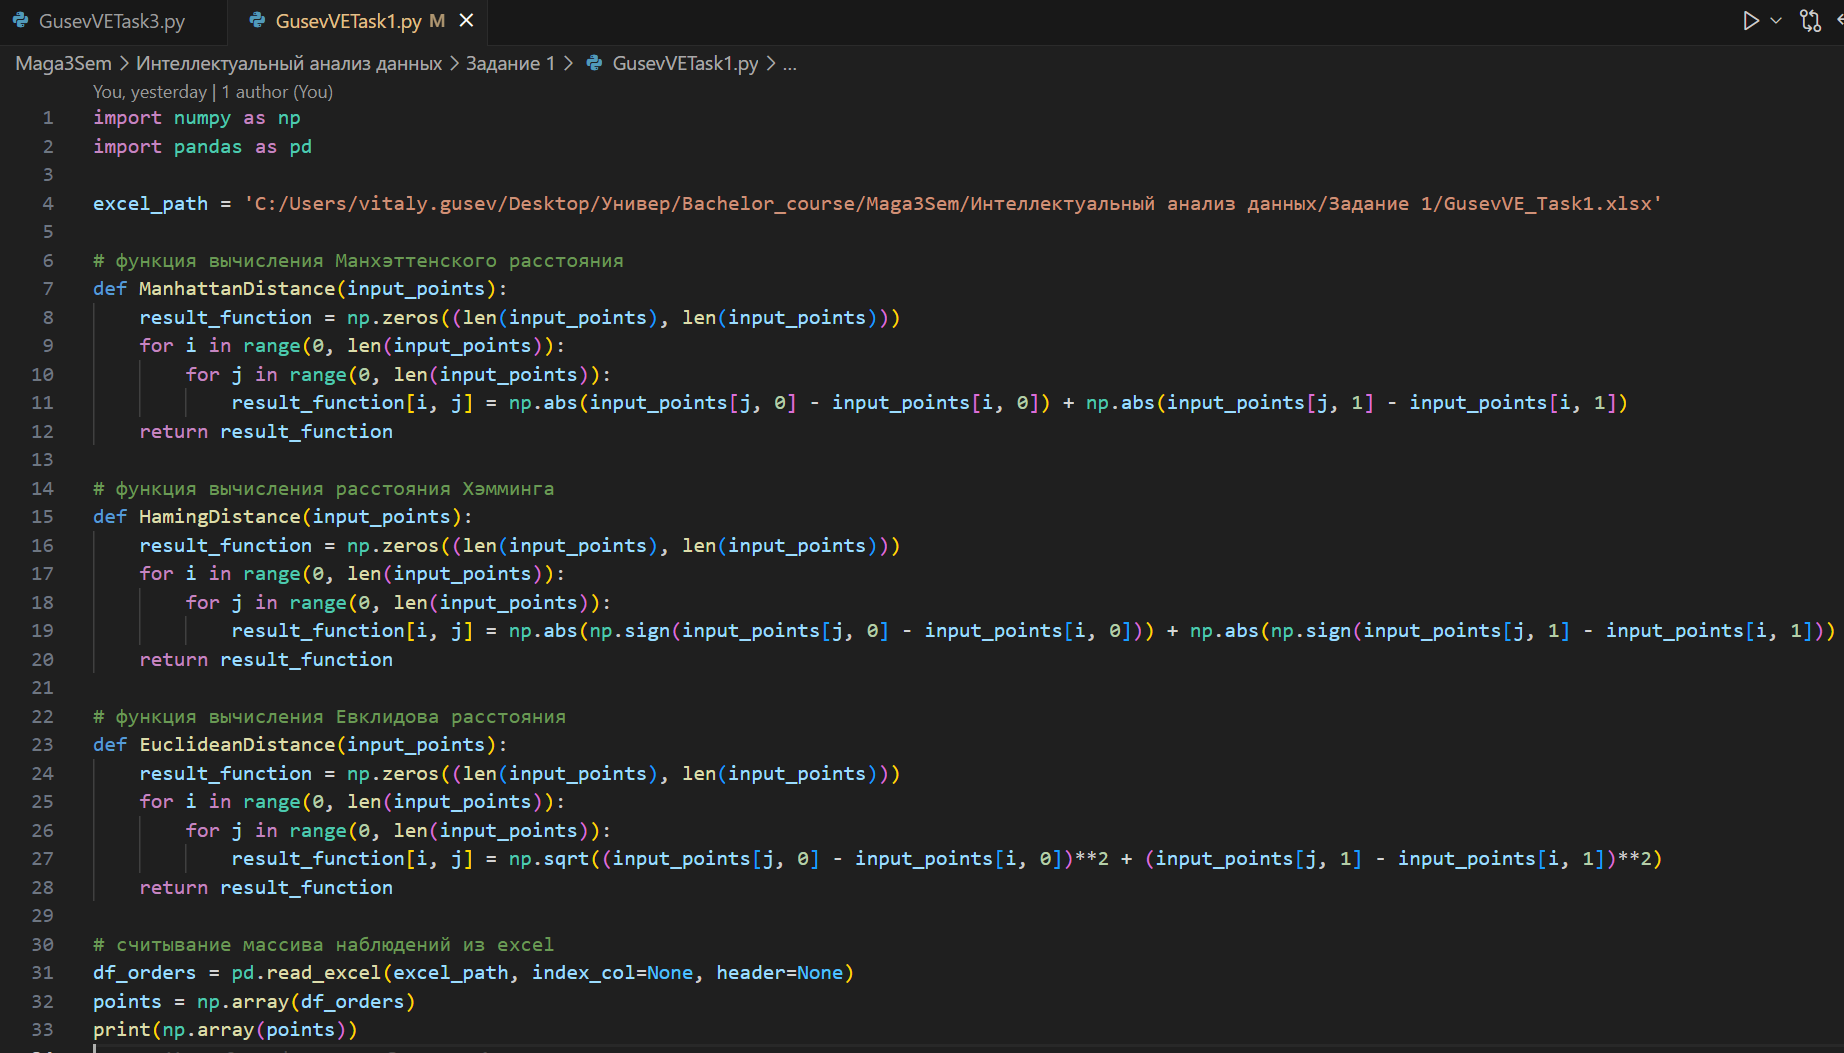 GusevVETask3.py GusevVETask1.py M
Maga3Sem > Интеллектуальный анализ данных > Задание 1 > GusevVETask1.py > ...
You, yesterday | 1 author (You)
1 import numpy as np
2 import pandas as pd
3
4 excel_path = 'C:/Users/vitaly.gusev/Desktop/Универ/Bachelor_course/Maga3Sem/Интеллектуальный анализ данных/Задание 1/GusevVE_Task1.xlsx'
5
6 # функция вычисления Манхэттенского расстояния
7 def ManhattanDistance(input_points):
8 result_function = np.zeros((len(input_points), len(input_points)))
9 for i in range(0, len(input_points)):
10 for j in range(0, len(input_points)):
11 result_function[i, j] = np.abs(input_points[j, 0] - input_points[i, 0]) + np.abs(input_points[j, 1] - input_points[i, 1])
12 return result_function
13
14 # функция вычисления расстояния Хэмминга
15 def HamingDistance(input_points):
16 result_function = np.zeros((len(input_points), len(input_points)))
17 for i in range(0, len(input_points)):
18 for j in range(0, len(input_points)):
19 result_function[i, j] = np.abs(np.sign(input_points[j, 0] - input_points[i, 0])) + np.abs(np.sign(input_points[j, 1] - input_points[i, 1]))
20 return result_function
21
22 # функция вычисления Евклидова расстояния
23 def EuclideanDistance(input_points):
24 result_function = np.zeros((len(input_points), len(input_points)))
25 for i in range(0, len(input_points)):
26 for j in range(0, len(input_points)):
27 result_function[i, j] = np.sqrt((input_points[j, 0] - input_points[i, 0])**2 + (input_points[j, 1] - input_points[i, 1])**2)
28 return result_function
29
30 # считывание массива наблюдений из excel
31 df_orders = pd.read_excel(excel_path, index_col=None, header=None)
32 points = np.array(df_orders)
33 print(np.array(points))